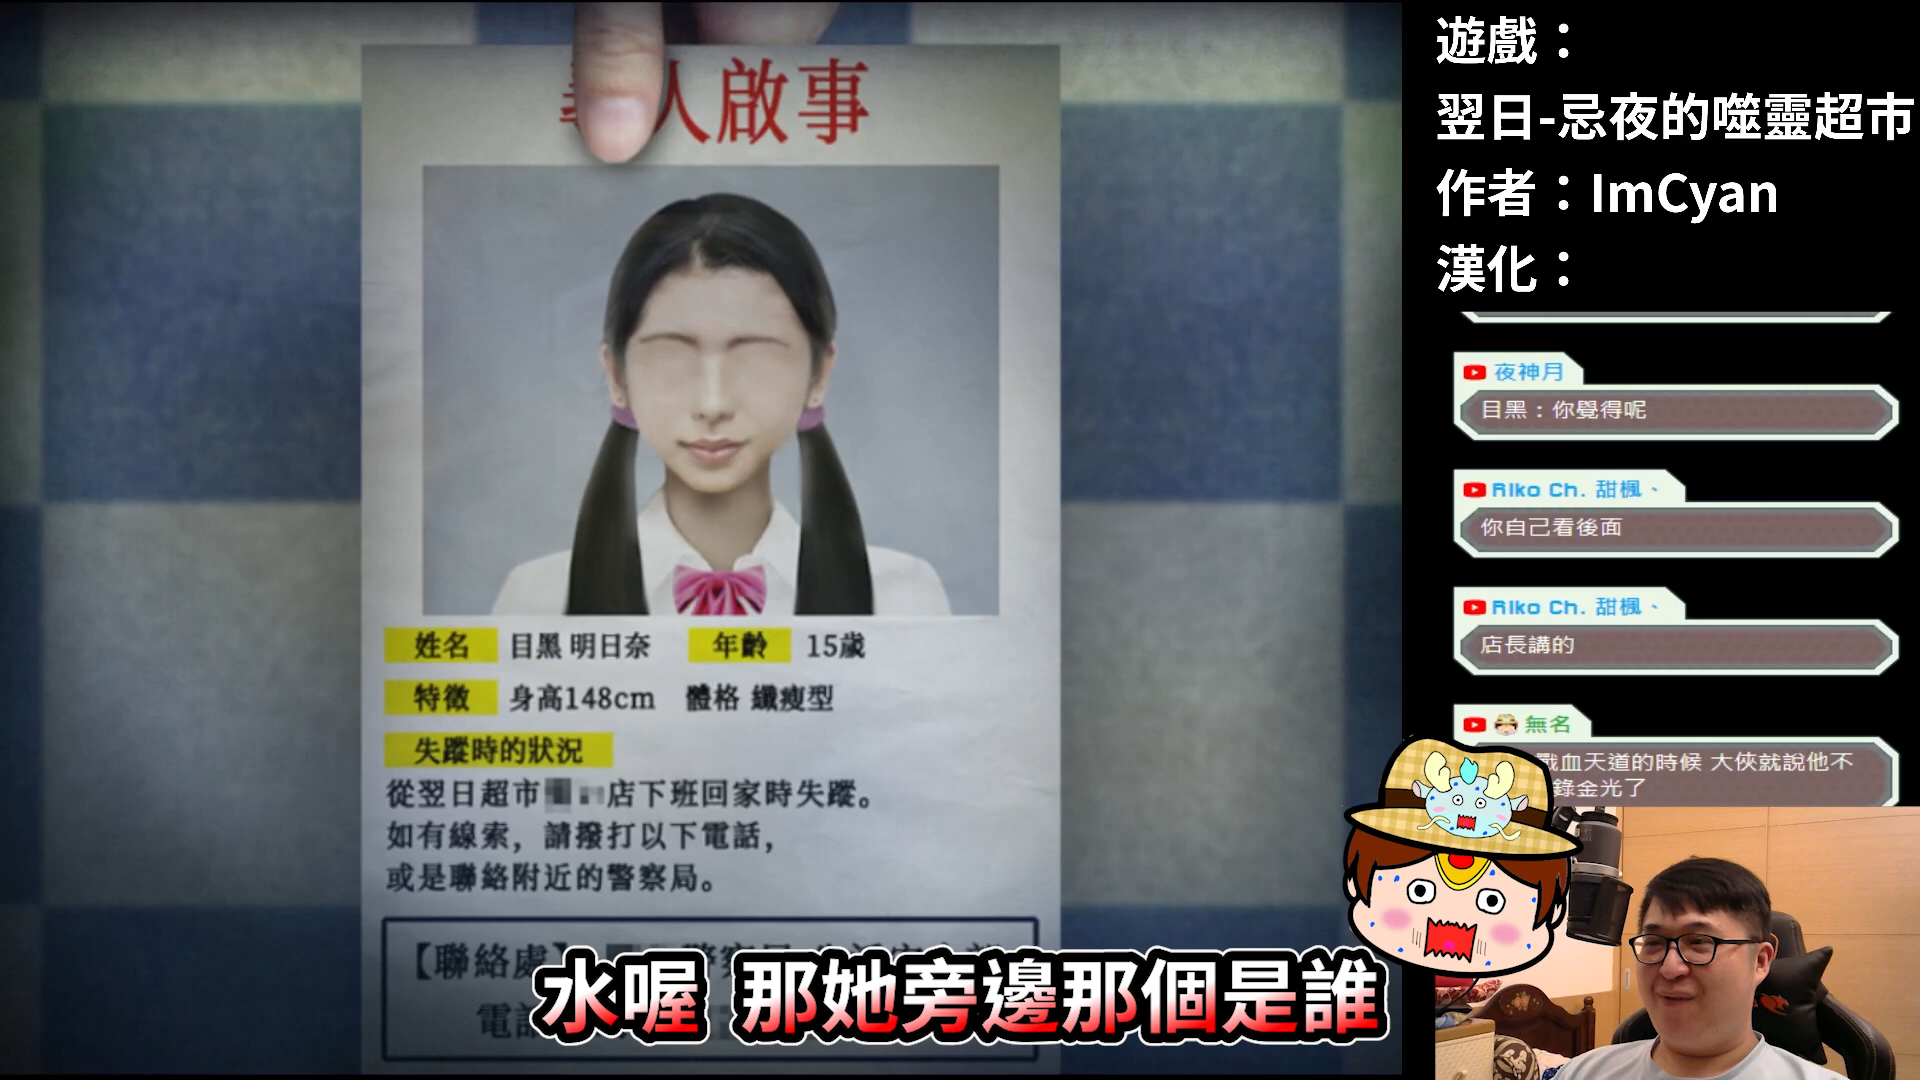 人啟事
姓名 目黑 明日奈 年齡 15歲
特徵 身高148cm 體格 纖瘦型
失蹤時的狀況
從翌日超市 店下班回家時失蹤。
如有線索，請撥打以下電話，
或是聯絡附近的警察局。
【聯絡處】
電
水喔 那她旁邊那個是誰
遊戲：
翌日-忌夜的噬靈超市
作者：ImCyan
漢化：
夜神月
目黑：你覺得呢
Riko Ch. 甜楓、
你自己看後面
Riko Ch. 甜楓、
店長講的
無名
戰血天道的時候 大俠就說他不
錄金光了